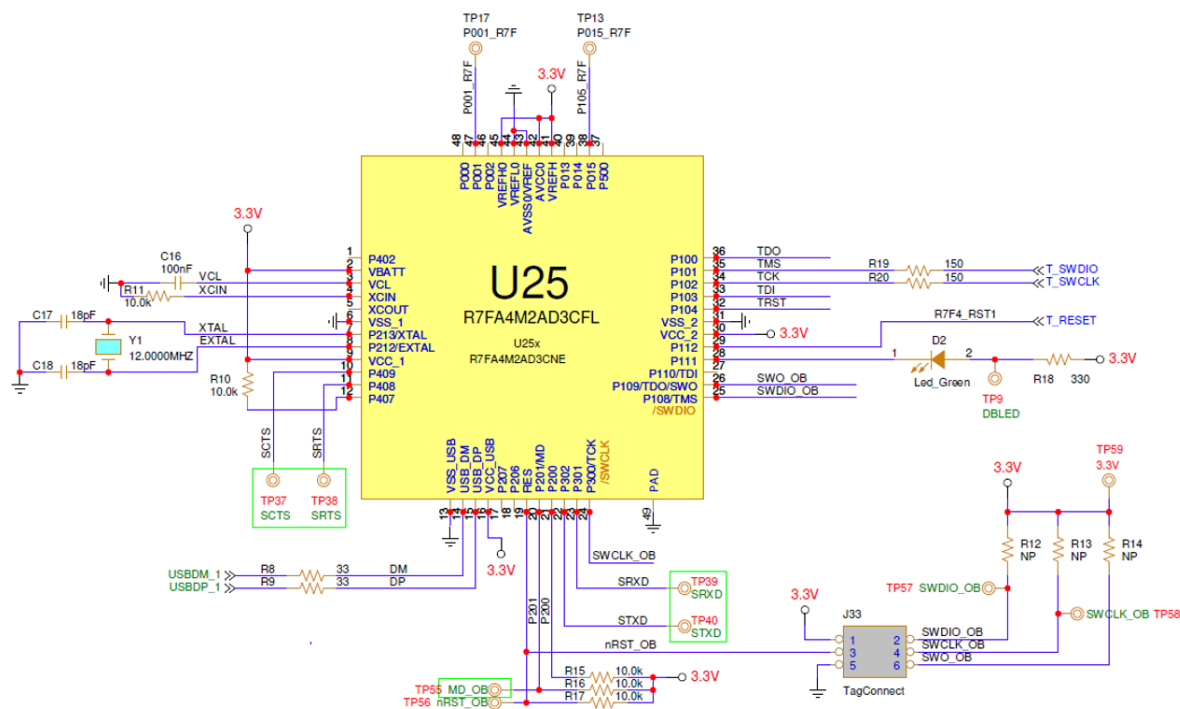 TP17
P001_R7F
TP13
P015_R7F
3.3V
P001_R7F
P105_R7F
48
47
46
45
44
43
42
41
40
39
38
37
P000
P001
P002
VREFH0
VREFL0
AVSS0/VREF
AVCC0
VREFH
P013
P014
P015
P500
3.3V
C16
100nF
VCL
R11
10.0k
XCIN
C17
18pF
XTAL
EXTAL
Y1
12.0000MHZ
C18
18pF
R10
10.0k
1 P402
2 VBATT
3 VCL
4 XCIN
5 XCOUT
6 VSS_1
7 P213/XTAL
8 P212/EXTAL
9 VCC_1
10 P409
11 P408
12 P407
U25
R7FA4M2AD3CFL
U25x
R7FA4M2AD3CNE
P100 36 TDO
P101 35 TMS
P102 34 TCK
P103 33 TDI
P104 32 TRST
VSS_2 31
VCC_2 30 3.3V
P112 29
P111 28
P110/TDI 27
P109/TDO/SWO 26 SWO_OB
P108/TMS 25 SWDIO_OB
/SWDIO
R19 150 T_SWDIO
R20 150 T_SWCLK
R7F4_RST1 T_RESET
D2
1 2
Led_Green
TP9
DBLED
R18 330
3.3V
SCTS
SRTS
TP37
SCTS
TP38
SRTS
VSS_USB
USB_DM
USB_DP
VCC_USB
P207
P206
RES
P201/MD
P200
P302
P301
P300/TCK
/SWCLK
PAD
13
14
15
16
17
18
19
20
21
22
23
24
49
3.3V
USBDM_1 R8 33 DM
USBDP_1 R9 33 DP
SWCLK_OB
SRXD
TP39
SRXD
STXD
TP40
STXD
P201
P200
nRST_OB
R15 10.0k
R16 10.0k
R17 10.0k
3.3V
TP55 MD_OB
TP56 nRST_OB
3.3V
TP59
3.3V
R12
NP
R13
NP
R14
NP
TP57 SWDIO_OB
SWCLK_OB TP58
3.3V
J33
1 2 SWDIO_OB
3 4 SWCLK_OB
5 6 SWO_OB
TagConnect